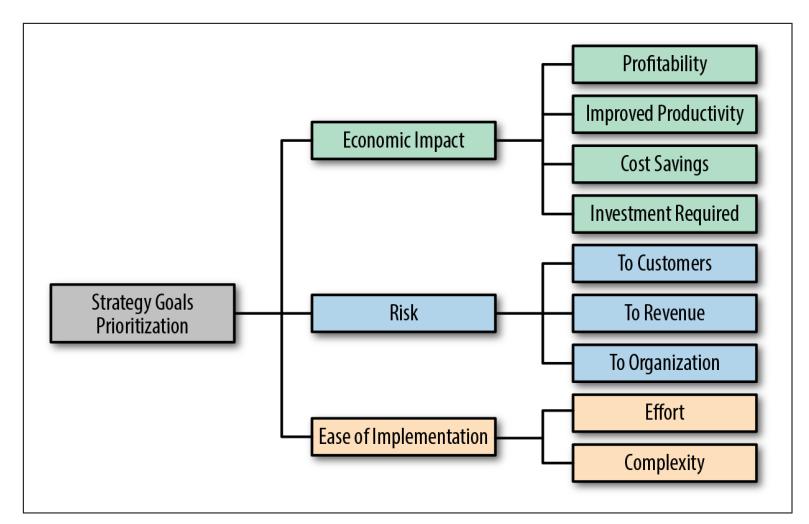 Strategy Goals
Prioritization
Economic Impact
Profitability
Improved Productivity
Cost Savings
Investment Required
Risk
To Customers
To Revenue
To Organization
Ease of Implementation
Effort
Complexity